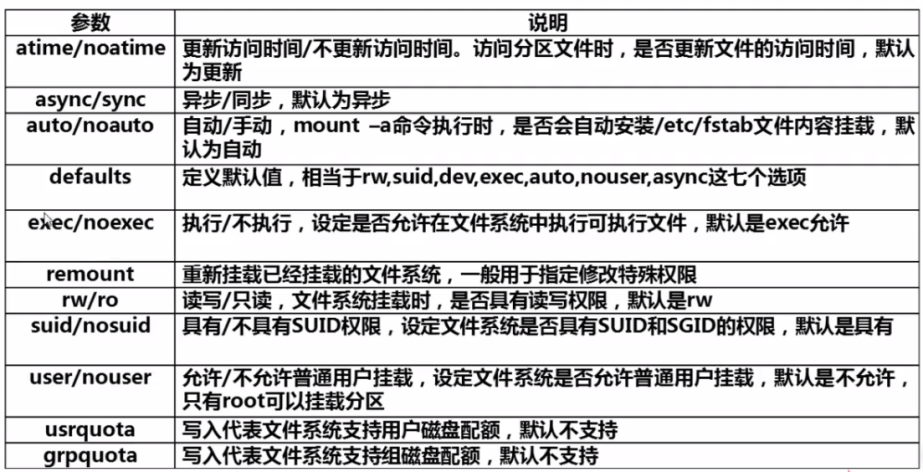 参数 说明
atime/noatime 更新访问时间/不更新访问时间。访问分区文件时，是否更新文件的访问时间，默认
为更新
async/sync 异步/同步，默认为异步
auto/noauto 自动/手动，mount –a命令执行时，是否会自动安装/etc/fstab文件内容挂载，默
认为自动
defaults 定义默认值，相当于rw,suid,dev,exec,auto,nouser,async这七个选项
exec/noexec 执行/不执行，设定是否允许在文件系统中执行可执行文件，默认是exec允许
remount 重新挂载已经挂载的文件系统，一般用于指定修改特殊权限
rw/ro 读写/只读，文件系统挂载时，是否具有读写权限，默认是rw
suid/nosuid 具有/不具有SUID权限，设定文件系统是否具有SUID和SGID的权限，默认是具有
user/nouser 允许/不允许普通用户挂载，设定文件系统是否允许普通用户挂载，默认是不允许，
只有root可以挂载分区
usrquota 写入代表文件系统支持用户磁盘配额，默认不支持
grpquota 写入代表文件系统支持组磁盘配额，默认不支持